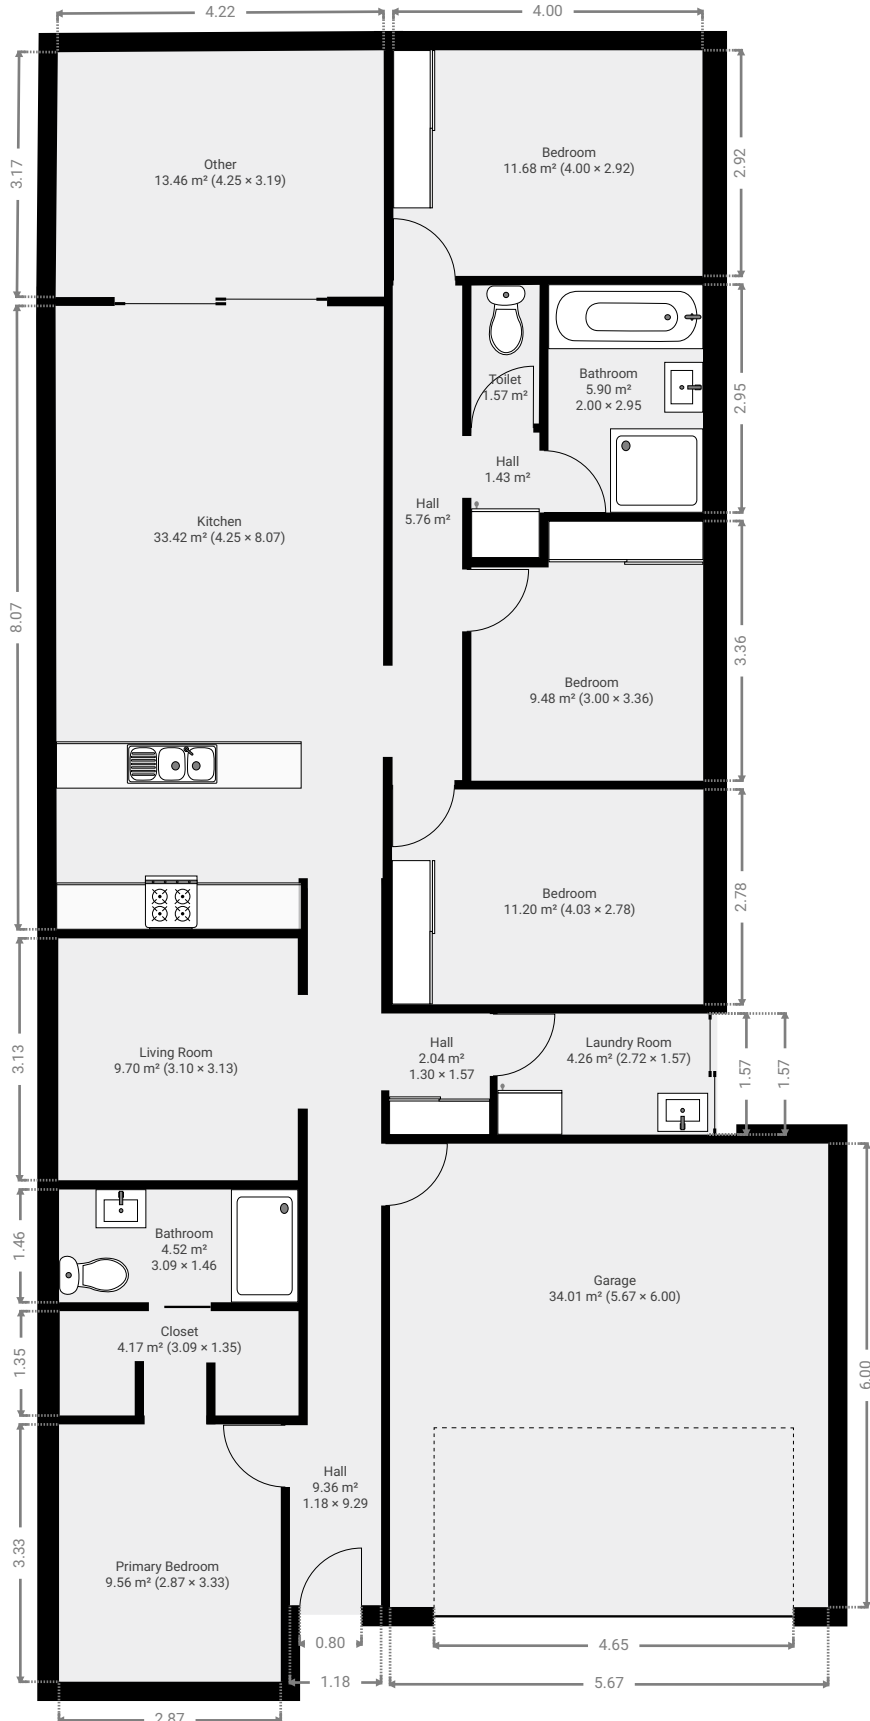 4.22
4.00
3.17
Other
13.46 m² (4.25 × 3.19)
Bedroom
11.68 m² (4.00 × 2.92)
2.92
Toilet
1.57 m²
Bathroom
5.90 m²
2.00 × 2.95
2.95
Hall
1.43 m²
Hall
5.76 m²
Kitchen
33.42 m² (4.25 × 8.07)
8.07
Bedroom
9.48 m² (3.00 × 3.36)
3.36
Bedroom
11.20 m² (4.03 × 2.78)
2.78
Living Room
9.70 m² (3.10 × 3.13)
3.13
Hall
2.04 m²
1.30 × 1.57
Laundry Room
4.26 m² (2.72 × 1.57)
1.57
1.57
Bathroom
4.52 m²
3.09 × 1.46
1.46
Garage
34.01 m² (5.67 × 6.00)
6.00
Closet
4.17 m² (3.09 × 1.35)
1.35
Hall
9.36 m²
1.18 × 9.29
Primary Bedroom
9.56 m² (2.87 × 3.33)
3.33
0.80
4.65
1.18
5.67
2.87